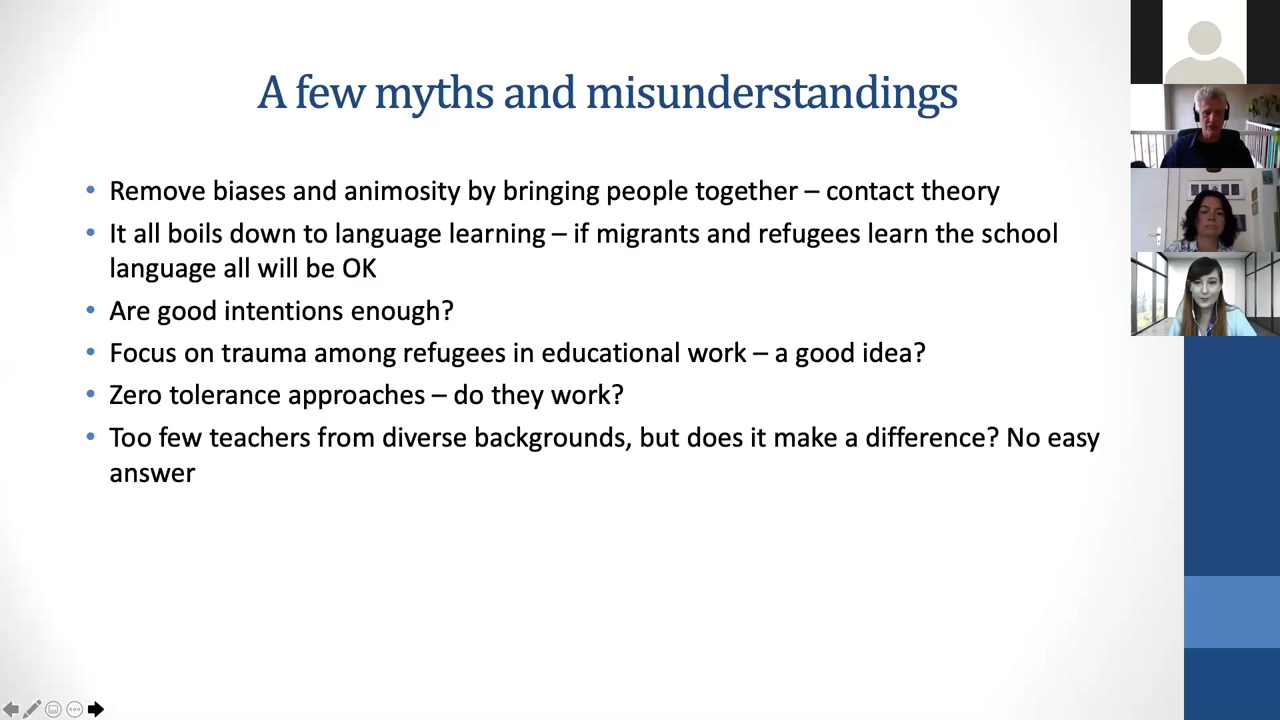 A few myths and misunderstandings
• Remove biases and animosity by bringing people together – contact theory
• It all boils down to language learning – if migrants and refugees learn the school
language all will be OK
• Are good intentions enough?
• Focus on trauma among refugees in educational work – a good idea?
• Zero tolerance approaches – do they work?
• Too few teachers from diverse backgrounds, but does it make a difference? No easy
answer